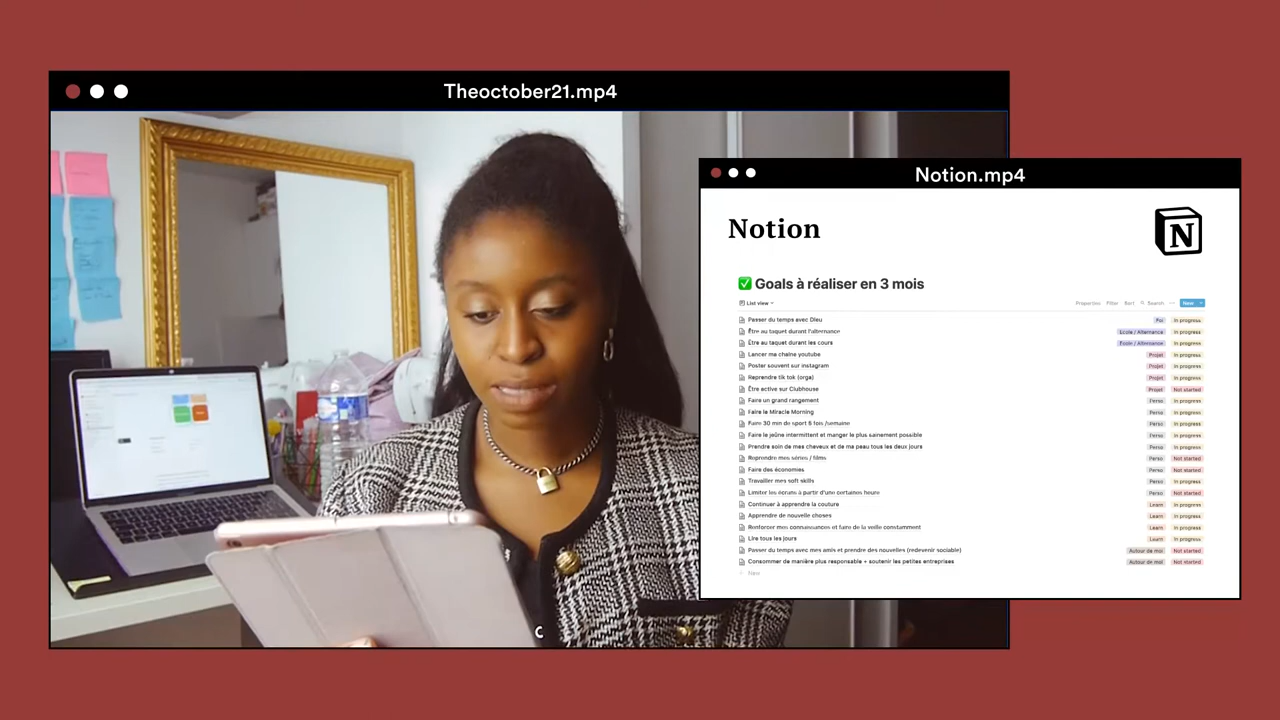 Theoctober21.mp4
Notion.mp4
Notion
N
✅ Goals à réaliser en 3 mois
List view
Properties Filter Sort Search ··· New
Passer du temps avec Dieu Foi In progress
Être au taquet durant l'alternance Ecole / Alternance In progress
Être au taquet durant les cours Ecole / Alternance In progress
Lancer ma chaîne youtube Projet In progress
Poster souvent sur instagram Projet In progress
Reprendre tik tok (orga) Projet In progress
Être active sur Clubhouse Projet Not started
Faire un grand rangement Perso In progress
Faire le Miracle Morning Perso In progress
Faire 30 min de sport 6 fois /semaine Perso In progress
Faire le jeûne intermittent et manger le plus sainement possible Perso In progress
Prendre soin de mes cheveux et de ma peau tous les deux jours Perso In progress
Reprendre mes séries / films Perso Not started
Faire des économies Perso Not started
Travailler mes soft skills Perso In progress
Limiter les écrans à partir d'une certaines heure Perso Not started
Continuer à apprendre la couture Learn In progress
Apprendre de nouvelle choses Learn In progress
Renforcer mes connaissances et faire de la veille constamment Learn In progress
Lire tous les jours Learn In progress
Passer du temps avec mes amis et prendre des nouvelles (redevenir sociable) Autour de moi Not started
Consommer de manière plus responsable + soutenir les petites entreprises Autour de moi Not started
+ New
C